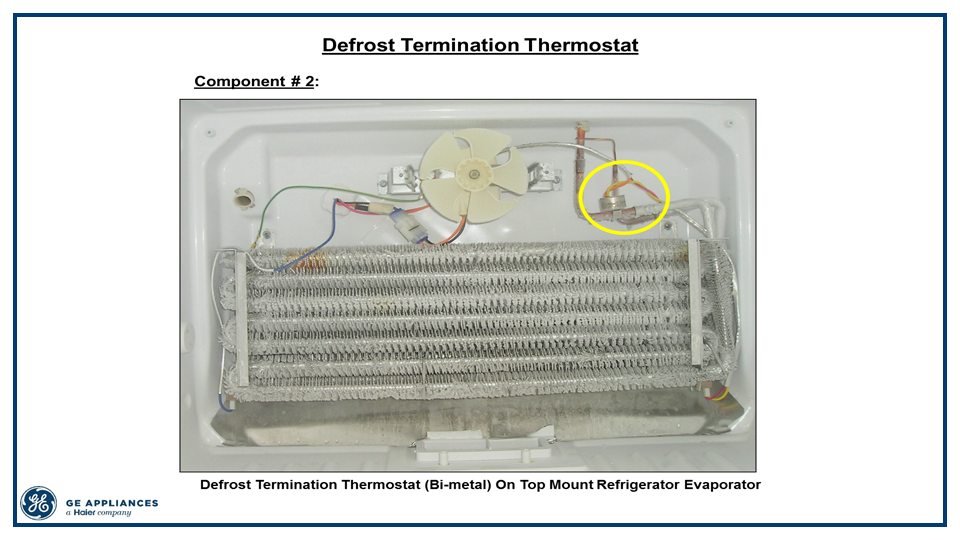 Defrost Termination Thermostat
Component # 2:
Defrost Termination Thermostat (Bi-metal) On Top Mount Refrigerator Evaporator
GE APPLIANCES
a Haier company